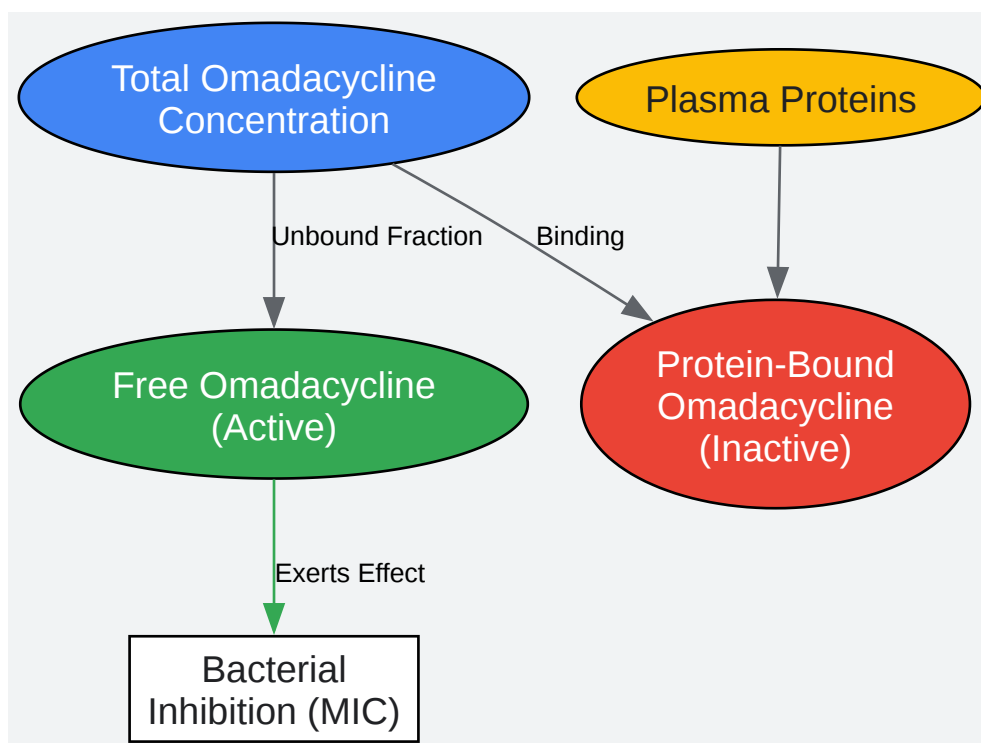 Total Omadacycline
Concentration
Plasma Proteins
Unbound Fraction
Binding
Free Omadacycline
(Active)
Protein-Bound
Omadacycline
(Inactive)
Exerts Effect
Bacterial
Inhibition (MIC)